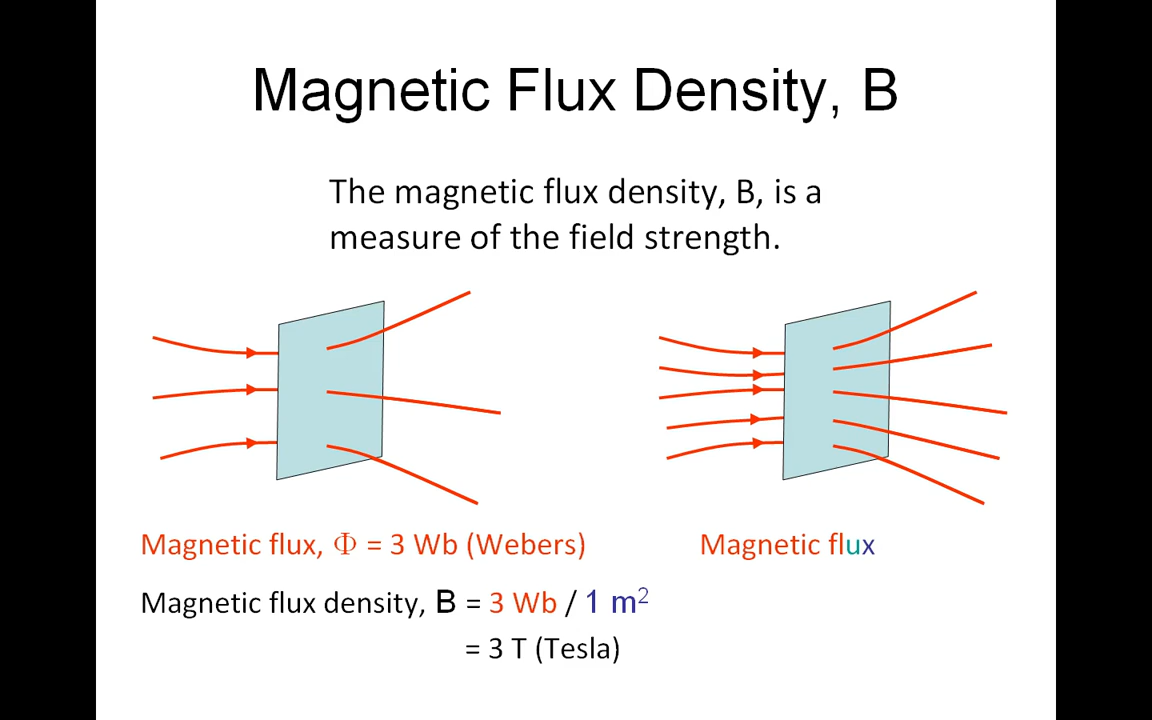 Magnetic Flux Density, B
The magnetic flux density, B, is a
measure of the field strength.
Magnetic flux, Φ = 3 Wb (Webers)
Magnetic flux
Magnetic flux density, B = 3 Wb / 1 m²
= 3 T (Tesla)